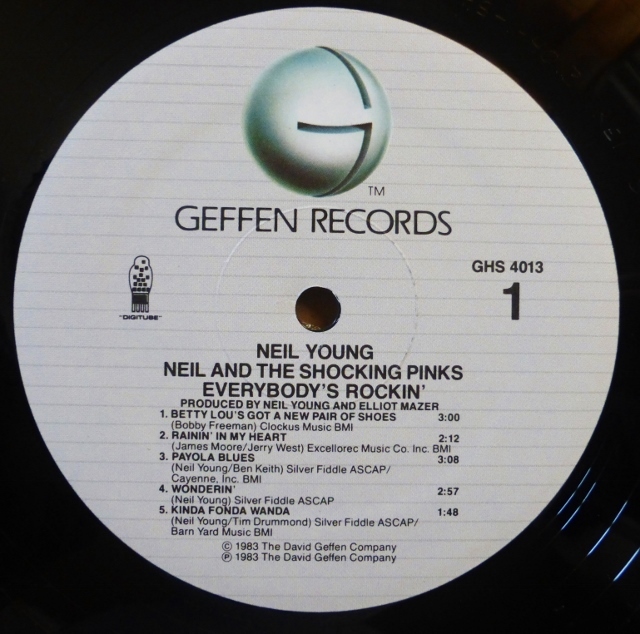 TM
GEFFEN RECORDS
GHS 4013
1
"DIGITUBE"
NEIL YOUNG
NEIL AND THE SHOCKING PINKS
EVERYBODY'S ROCKIN'
PRODUCED BY NEIL YOUNG AND ELLIOT MAZER
1. BETTY LOU'S GOT A NEW PAIR OF SHOES 3:00
(Bobby Freeman) Clockus Music BMI
2. RAININ' IN MY HEART 2:12
(James Moore/Jerry West) Excellorec Music Co. Inc. BMI
3. PAYOLA BLUES 3:08
(Neil Young/Ben Keith) Silver Fiddle ASCAP/
Cayenne, Inc. BMI
4. WONDERIN' 2:57
(Neil Young) Silver Fiddle ASCAP
5. KINDA FONDA WANDA 1:48
(Neil Young/Tim Drummond) Silver Fiddle ASCAP/
Barn Yard Music BMI
© 1983 The David Geffen Company
℗ 1983 The David Geffen Company